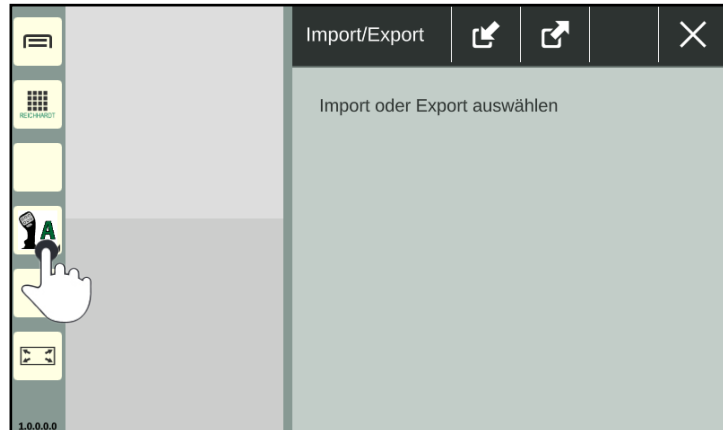 Import/Export
Import oder Export auswählen
REICHHARDT
A
1.0.0.0.0